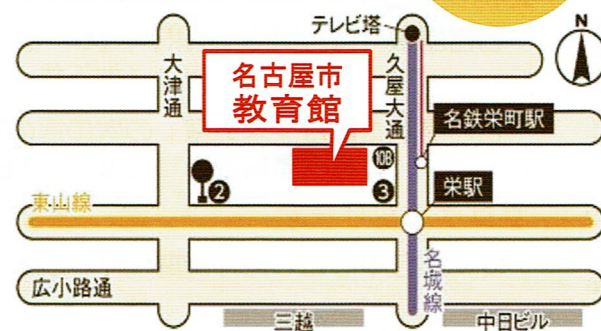 テレビ塔
N
大津通
名古屋市
教育館
久屋大通
10B
名鉄栄町駅
2
3
栄駅
東山線
名城線
広小路通
三越
中日ビル